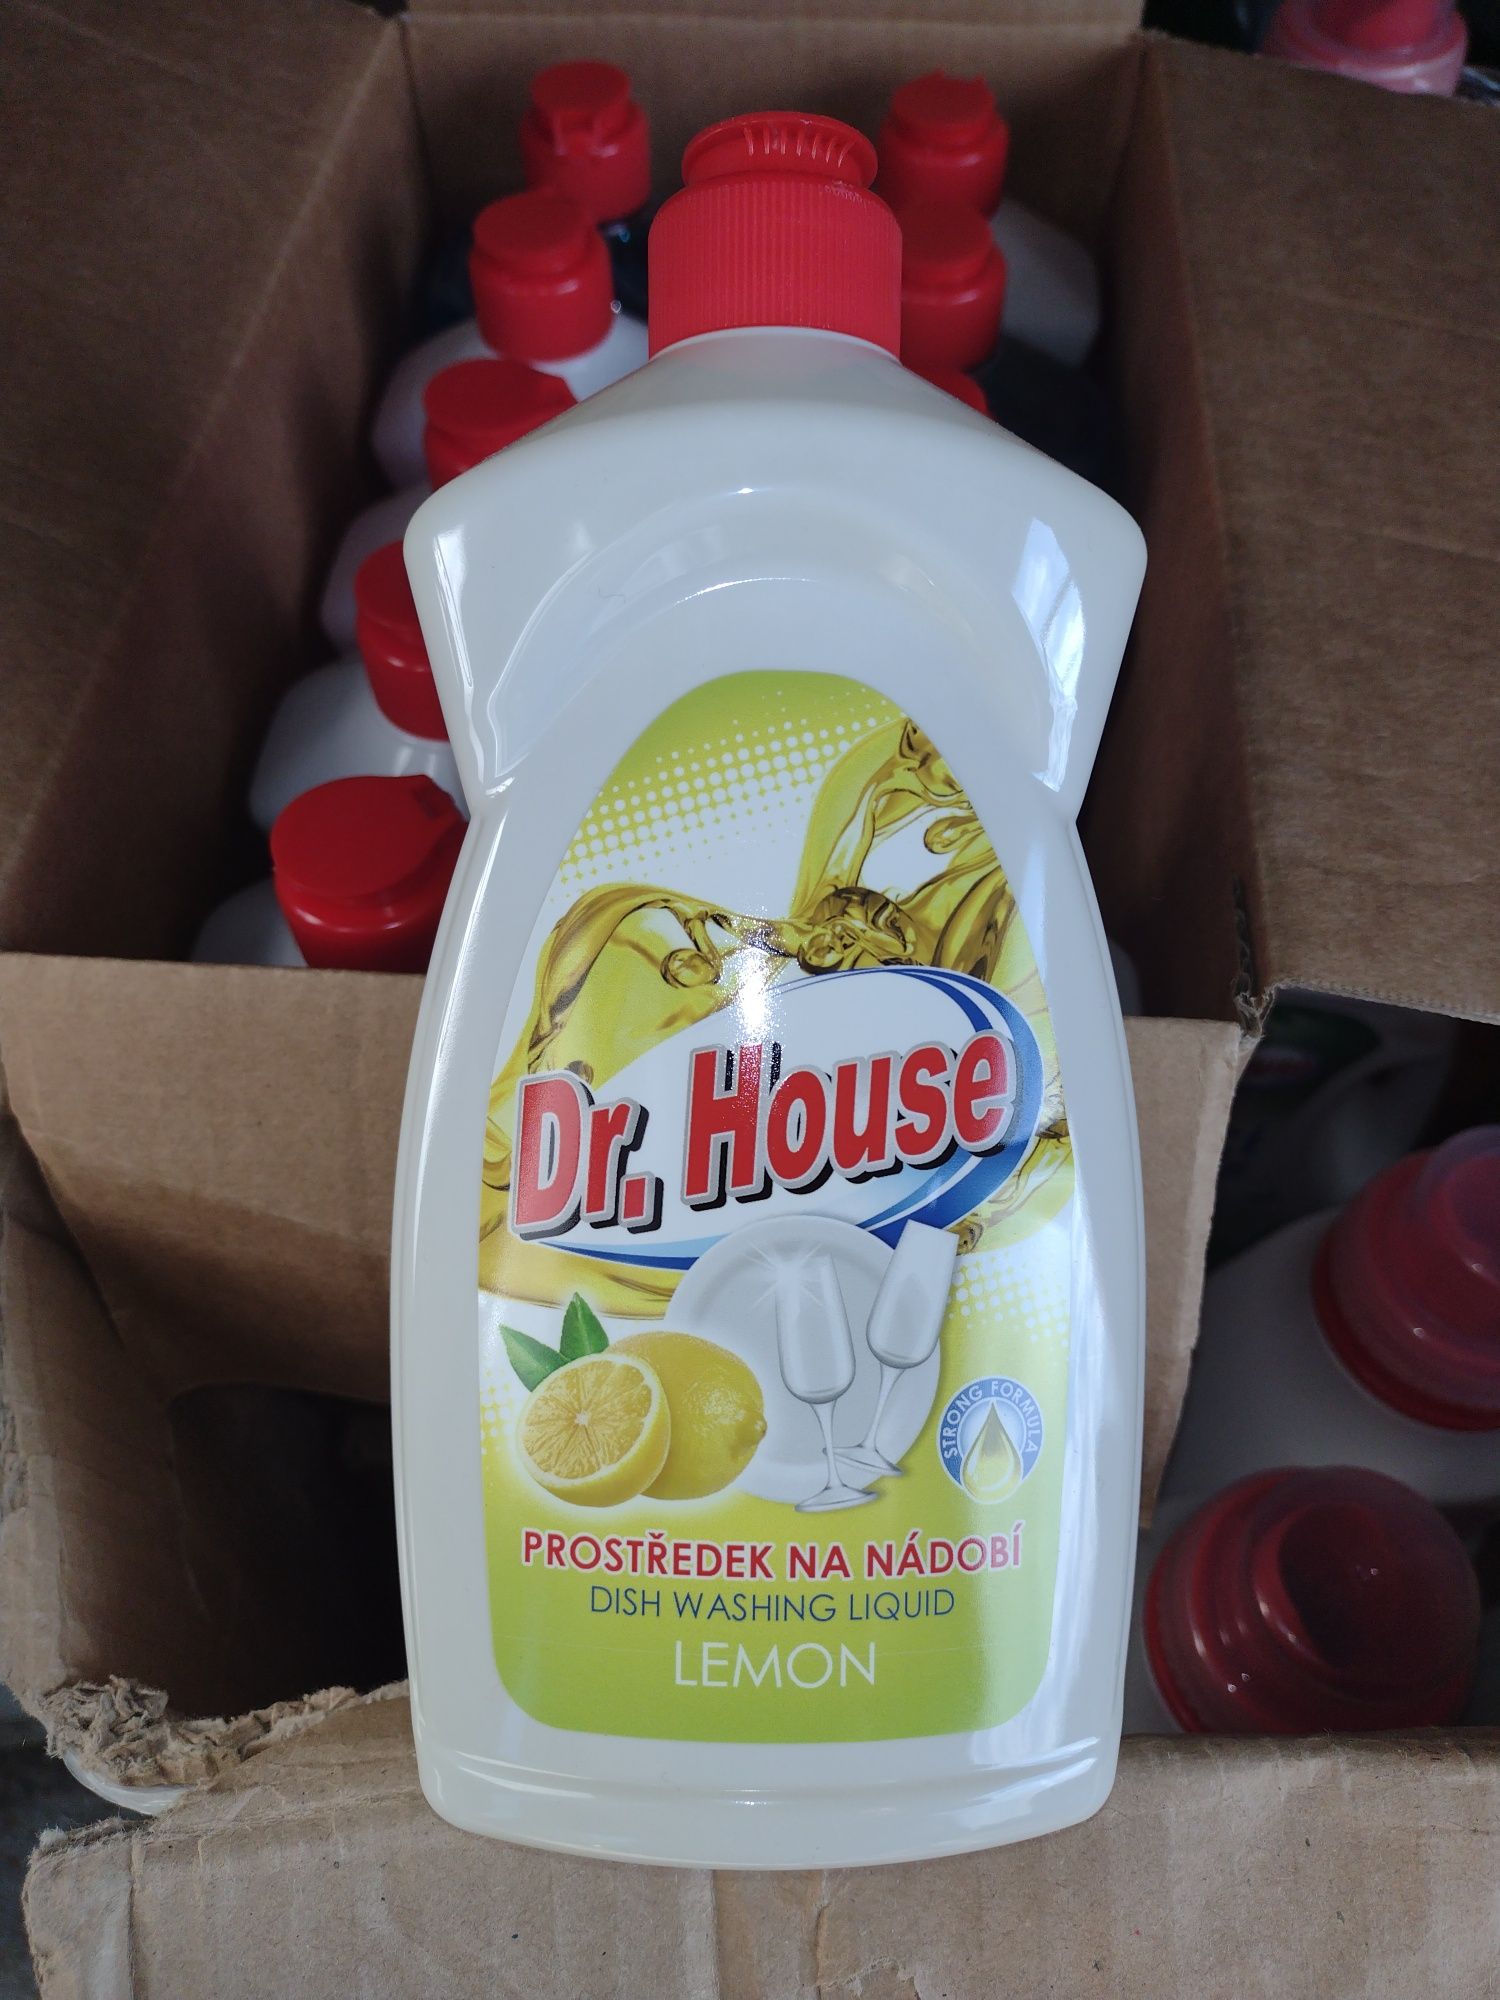 Dr. House
STRONG FORMULA
PROSTŘEDEK NA NÁDOBÍ
DISH WASHING LIQUID
LEMON